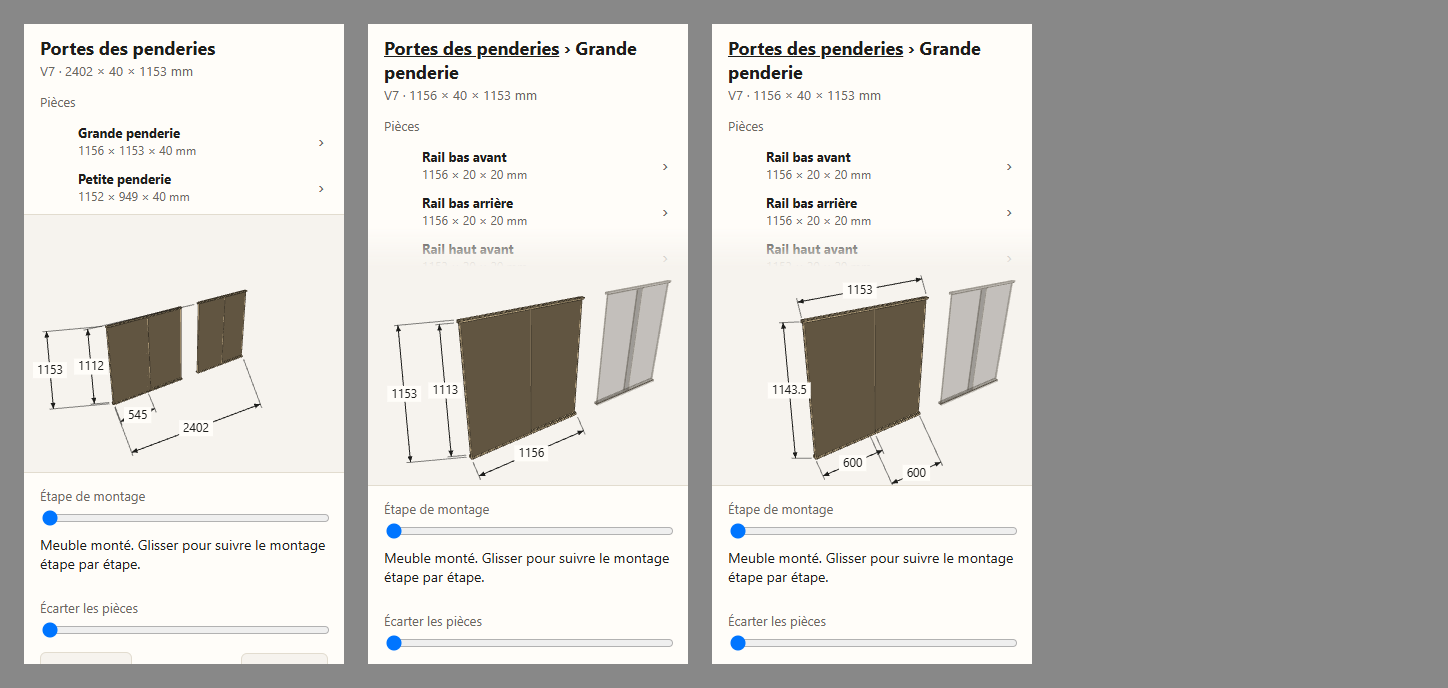 Portes des penderies
V7 · 2402 × 40 × 1153 mm
Pièces
Grande penderie
1156 × 1153 × 40 mm
›
Petite penderie
1152 × 949 × 40 mm
›
1153
1112
545
2402
Étape de montage
Meuble monté. Glisser pour suivre le montage
étape par étape.
Écarter les pièces
Portes des penderies › Grande
penderie
V7 · 1156 × 40 × 1153 mm
Pièces
Rail bas avant
1156 × 20 × 20 mm
›
Rail bas arrière
1156 × 20 × 20 mm
›
Rail haut avant
›
1153
1113
1156
Étape de montage
Meuble monté. Glisser pour suivre le montage
étape par étape.
Écarter les pièces
Portes des penderies › Grande
penderie
V7 · 1156 × 40 × 1153 mm
Pièces
Rail bas avant
1156 × 20 × 20 mm
›
Rail bas arrière
1156 × 20 × 20 mm
›
Rail haut avant
›
1153
1143.5
600
600
Étape de montage
Meuble monté. Glisser pour suivre le montage
étape par étape.
Écarter les pièces